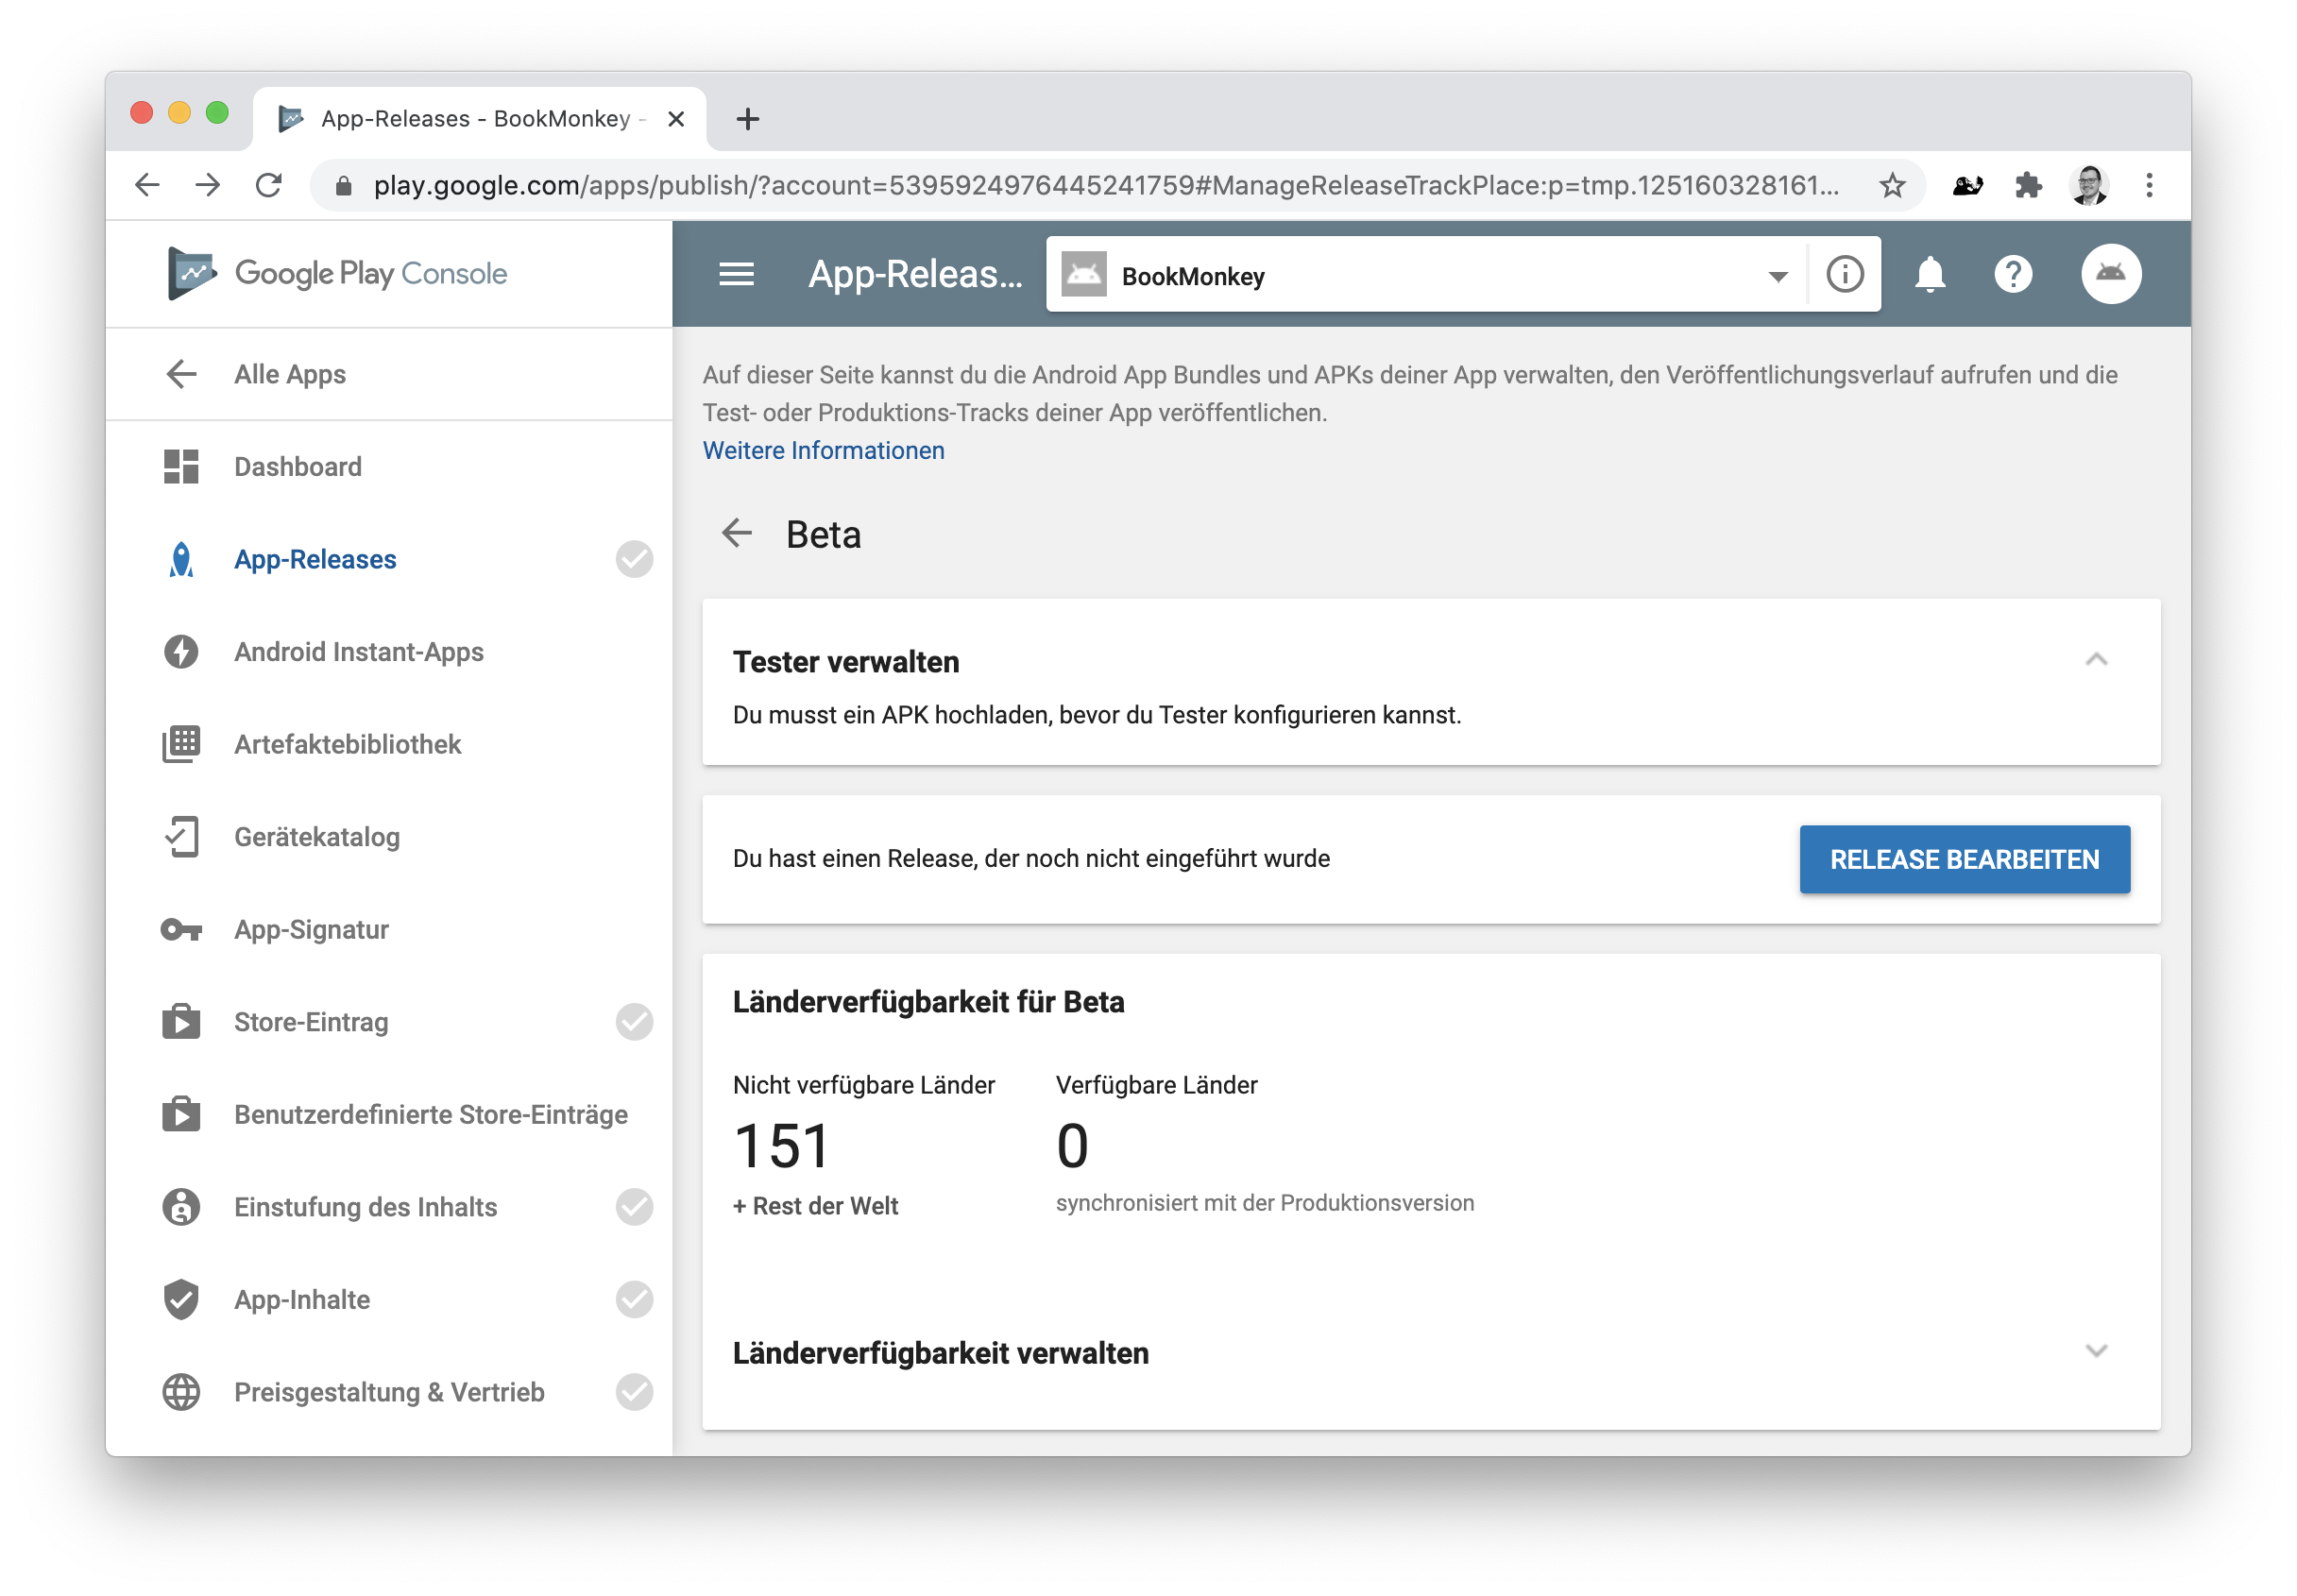 App-Releases - BookMonkey -
play.google.com/apps/publish/?account=5395924976445241759#ManageReleaseTrackPlace:p=tmp.125160328161...
Google Play Console
App-Releas...
BookMonkey
Alle Apps
Dashboard
App-Releases
Android Instant-Apps
Artefaktebibliothek
Gerätekatalog
App-Signatur
Store-Eintrag
Benutzerdefinierte Store-Einträge
Einstufung des Inhalts
App-Inhalte
Preisgestaltung & Vertrieb
Auf dieser Seite kannst du die Android App Bundles und APKs deiner App verwalten, den Veröffentlichungsverlauf aufrufen und die
Test- oder Produktions-Tracks deiner App veröffentlichen.
Weitere Informationen
Beta
Tester verwalten
Du musst ein APK hochladen, bevor du Tester konfigurieren kannst.
Du hast einen Release, der noch nicht eingeführt wurde
RELEASE BEARBEITEN
Länderverfügbarkeit für Beta
Nicht verfügbare Länder
151
+ Rest der Welt
Verfügbare Länder
0
synchronisiert mit der Produktionsversion
Länderverfügbarkeit verwalten